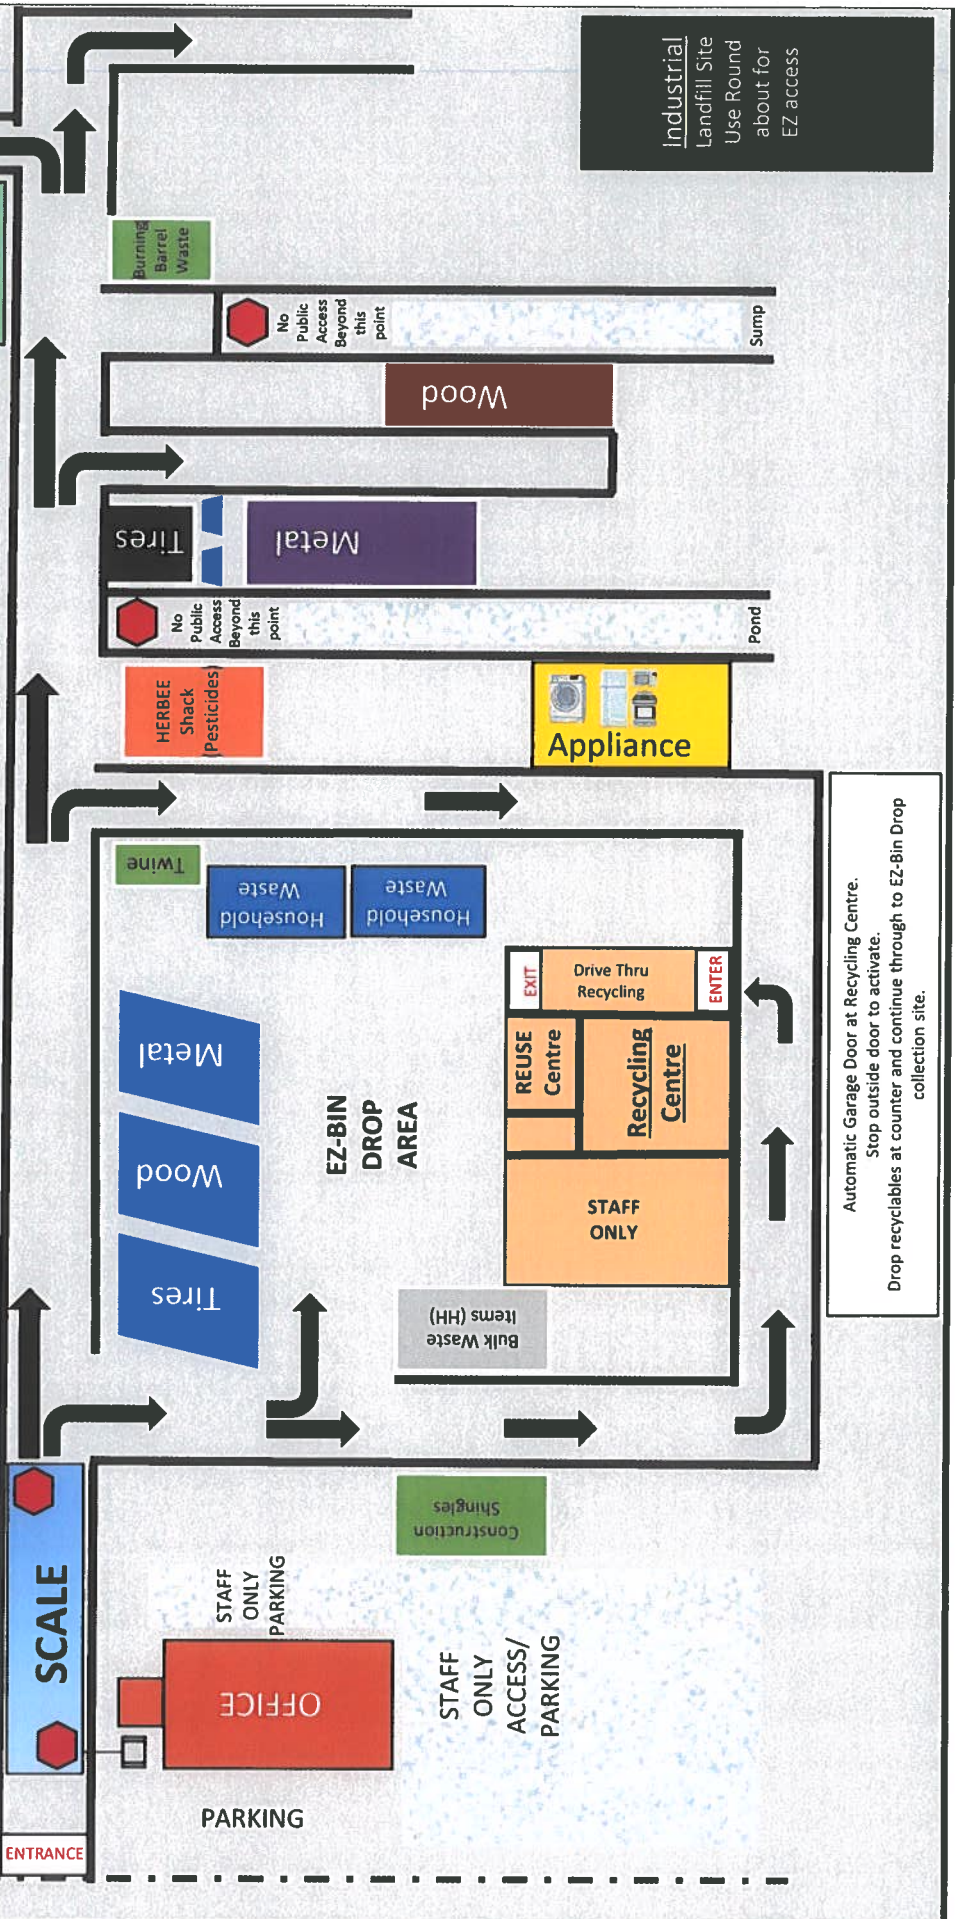 Industrial
Landfill Site
Use Round
about for
EZ access
Burning
Barrel
Waste
No
Public
Access
Beyond
this
point
Sump
Wood
Tires
Metal
No
Public
Access
Beyond
this
point
Pond
HERBEE
Shack
(Pesticides)
Appliance
Twine
Household
Waste
Household
Waste
Metal
Wood
Tires
EZ-BIN
DROP
AREA
EXIT
Drive Thru
Recycling
ENTER
REUSE
Centre
Recycling
Centre
STAFF
ONLY
Bulk Waste
Items (HH)
Automatic Garage Door at Recycling Centre.
Stop outside door to activate.
Drop recyclables at counter and continue through to EZ-Bin Drop
collection site.
Construction
Shingles
SCALE
STAFF
ONLY
PARKING
OFFICE
STAFF
ONLY
ACCESS/
PARKING
PARKING
ENTRANCE